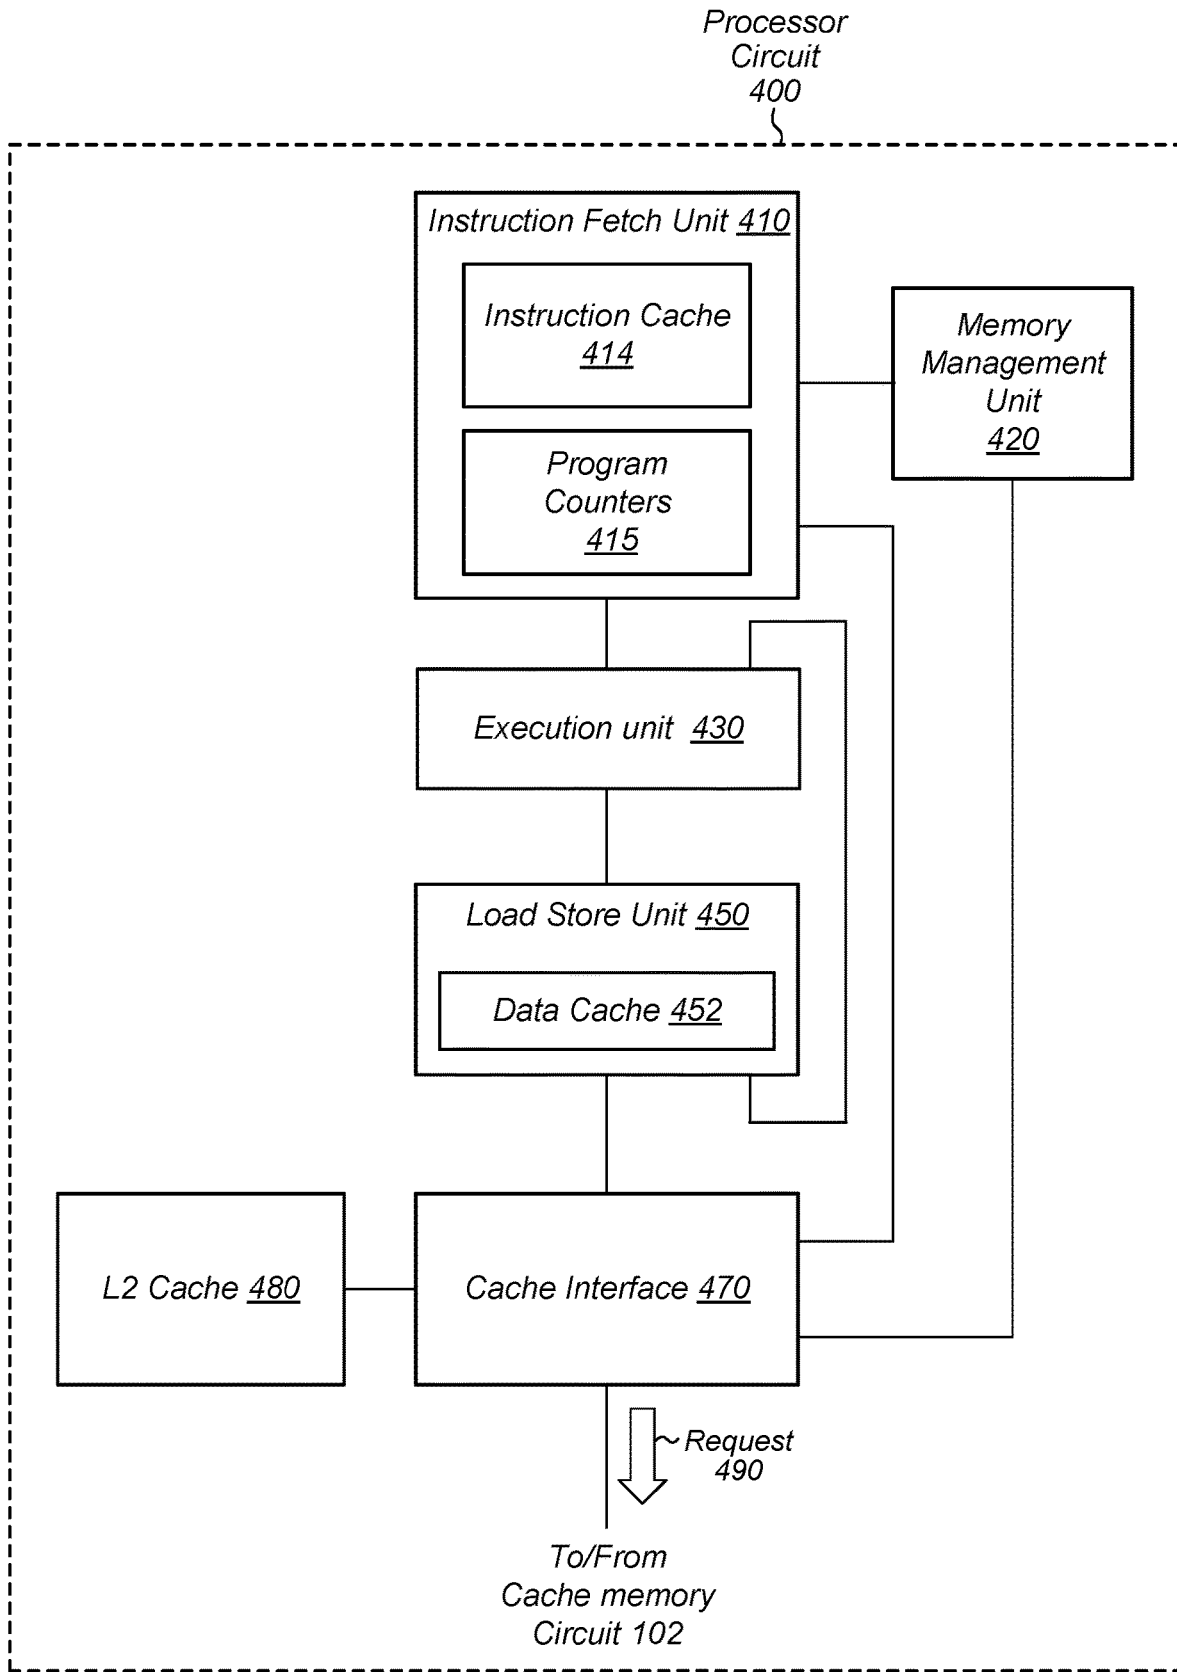 Processor
Circuit
400
Instruction Fetch Unit 410
Instruction Cache
414
Program
Counters
415
Memory
Management
Unit
420
Execution unit 430
Load Store Unit 450
Data Cache 452
L2 Cache 480
Cache Interface 470
Request
490
To/From
Cache memory
Circuit 102